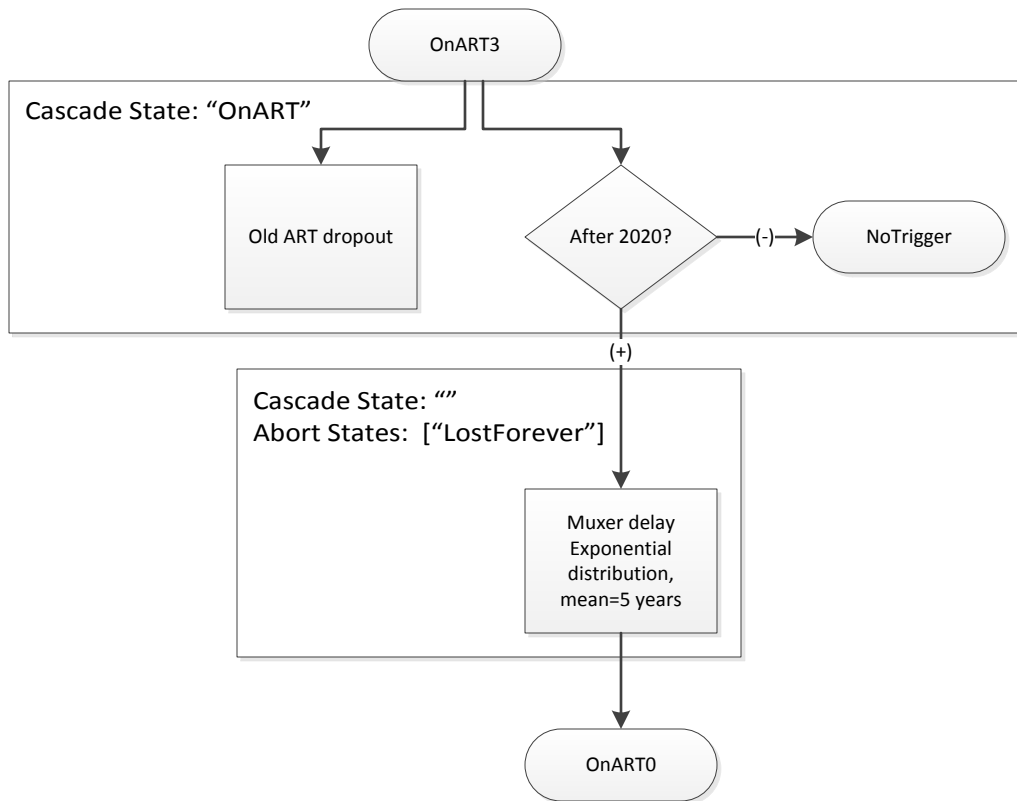 OnART3
Cascade State: “OnART”
Old ART dropout
After 2020?
(-)
NoTrigger
(+)
Cascade State: “”
Abort States:  [“LostForever”]
Muxer delay
Exponential
distribution,
mean=5 years
OnART0